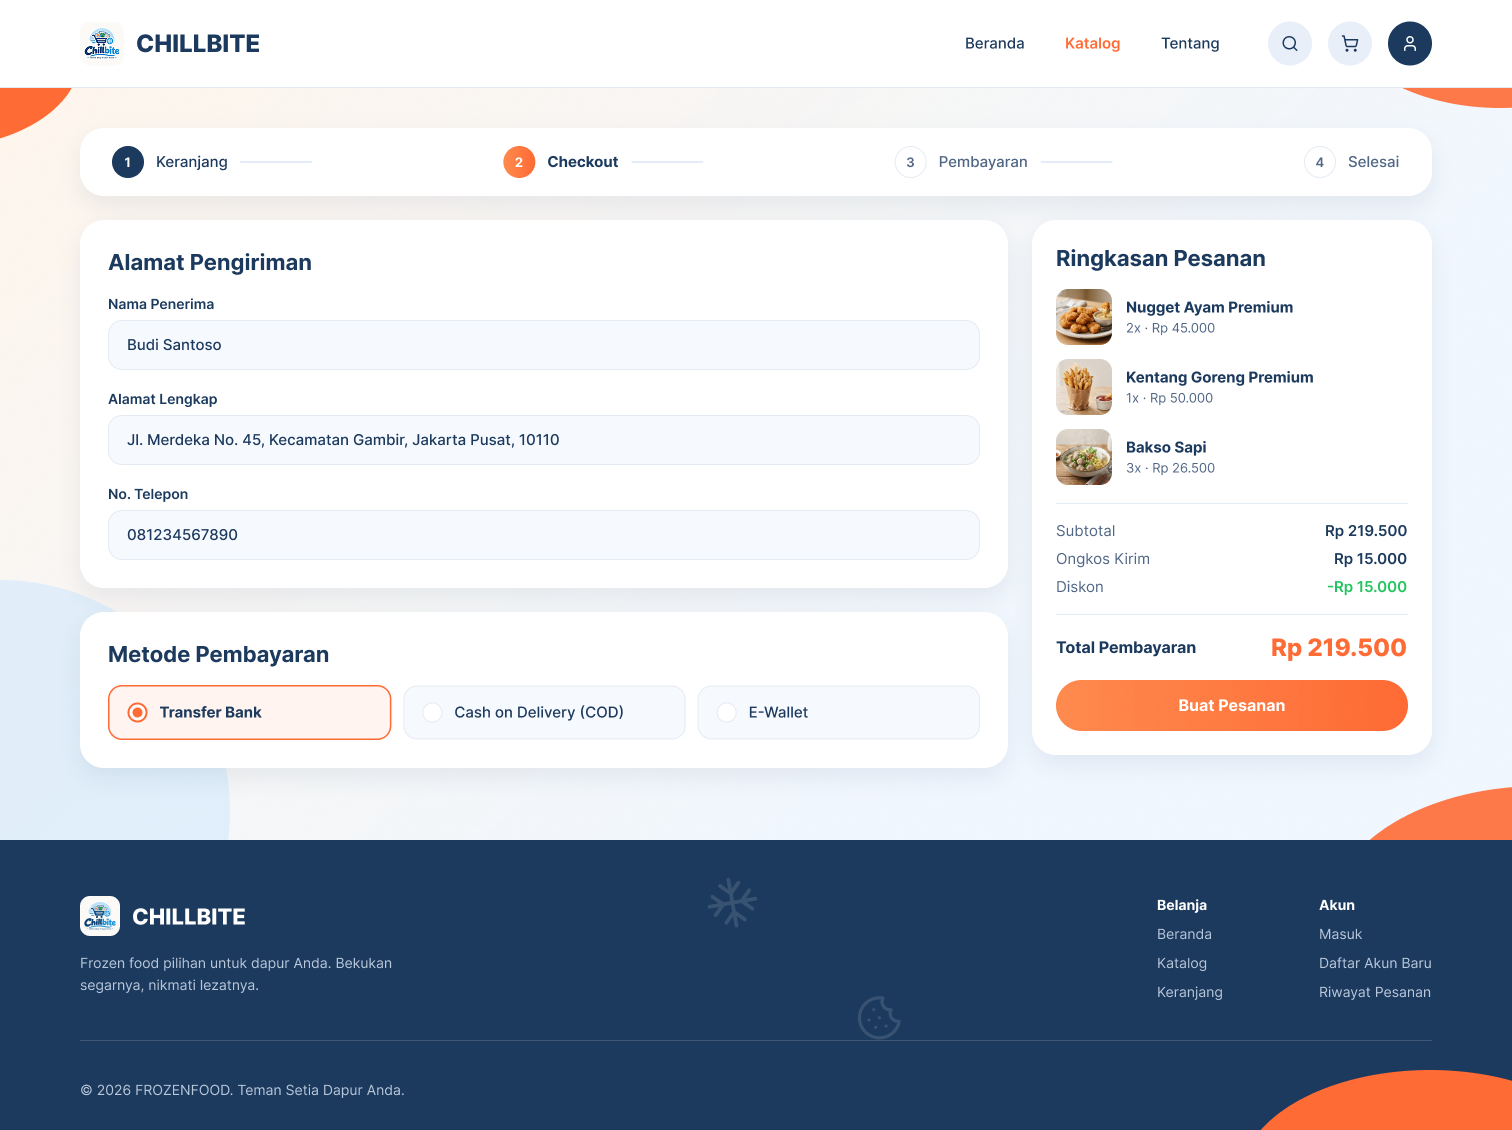 Chillbite
CHILLBITE
Beranda
Katalog
Tentang
1
Keranjang
2
Checkout
3
Pembayaran
4
Selesai
Alamat Pengiriman
Nama Penerima
Budi Santoso
Alamat Lengkap
Jl. Merdeka No. 45, Kecamatan Gambir, Jakarta Pusat, 10110
No. Telepon
081234567890
Metode Pembayaran
Transfer Bank
Cash on Delivery (COD)
E-Wallet
Ringkasan Pesanan
Nugget Ayam Premium
2x · Rp 45.000
Kentang Goreng Premium
1x · Rp 50.000
Bakso Sapi
3x · Rp 26.500
Subtotal
Rp 219.500
Ongkos Kirim
Rp 15.000
Diskon
-Rp 15.000
Total Pembayaran
Rp 219.500
Buat Pesanan
Chillbite
CHILLBITE
Frozen food pilihan untuk dapur Anda. Bekukan
segarnya, nikmati lezatnya.
Belanja
Beranda
Katalog
Keranjang
Akun
Masuk
Daftar Akun Baru
Riwayat Pesanan
© 2026 FROZENFOOD. Teman Setia Dapur Anda.